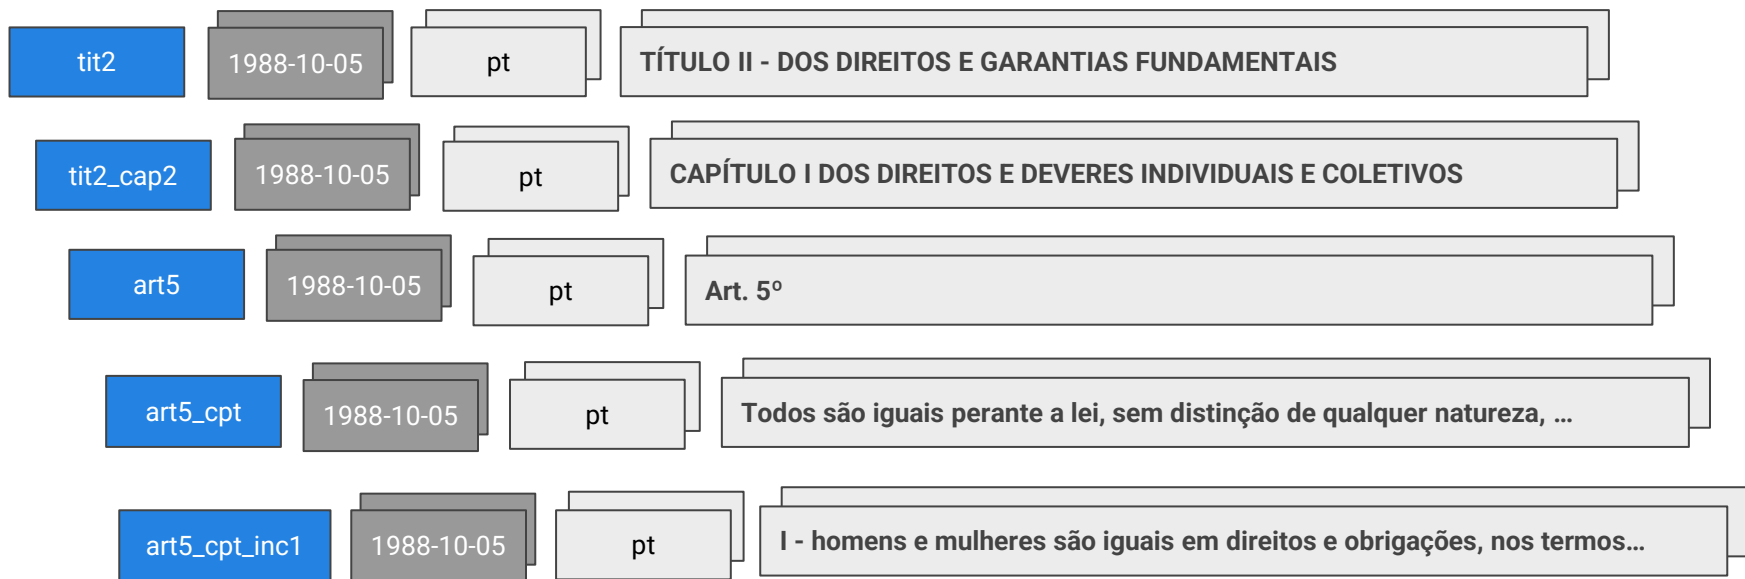 tit2 1988-10-05 pt TÍTULO II - DOS DIREITOS E GARANTIAS FUNDAMENTAIS
tit2_cap2 1988-10-05 pt CAPÍTULO I DOS DIREITOS E DEVERES INDIVIDUAIS E COLETIVOS
art5 1988-10-05 pt Art. 5º
art5_cpt 1988-10-05 pt Todos são iguais perante a lei, sem distinção de qualquer natureza, ...
art5_cpt_inc1 1988-10-05 pt I - homens e mulheres são iguais em direitos e obrigações, nos termos...